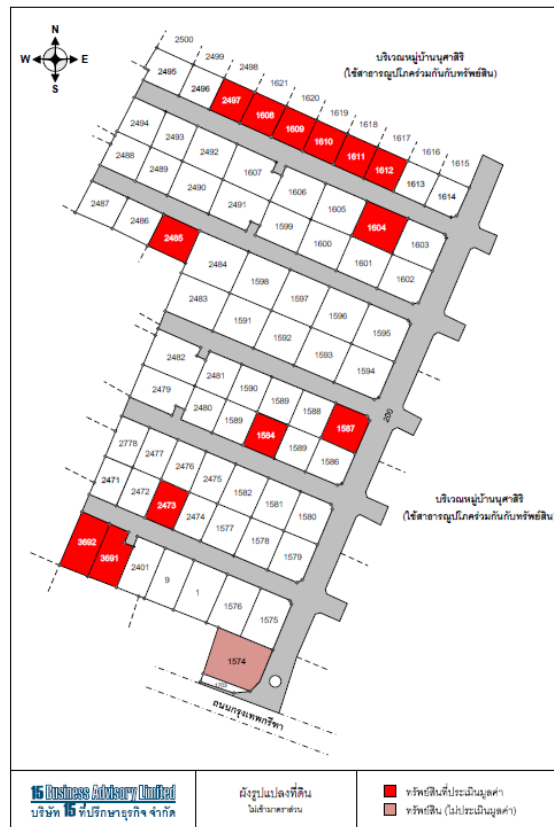 N
W E
S
บริเวณหมู่บ้านนุศาสิริ
(ใช้สาธารณูปโภคร่วมกันกับทรัพย์สิน)
2500 2499 2498 1621 1620 1619 1618 1617 1616 1615
2495 2496 2497 1608 1609 1610 1611 1612 1613 1614
2494 2493 2492 1607 1606 1605 1604 1603
2488 2489 2490 2491 1599 1600 1601 1602
2487 2486 2485 2484 1598 1597 1596 1595
2483 1591 1592 1593 1594
2482 2481 1590 1589 1588 1587
2479 2480 1589 1584 1589 1586
200
2778 2477 2476 2475 1582 1581 1580
2471 2472 2473 2474 1577 1578 1579
บริเวณหมู่บ้านนุศาสิริ
(ใช้สาธารณูปโภคร่วมกันกับทรัพย์สิน)
3692 3691 2401 9 1 1576 1575
1574
ถนนกรุงเทพกรีฑา
15 Business Advisory Limited
บริษัท 15 ที่ปรึกษาธุรกิจ จำกัด
ผังรูปแปลงที่ดิน
ไม่เข้ามาตราส่วน
ทรัพย์สินที่ประเมินมูลค่า
ทรัพย์สิน (ไม่ประเมินมูลค่า)